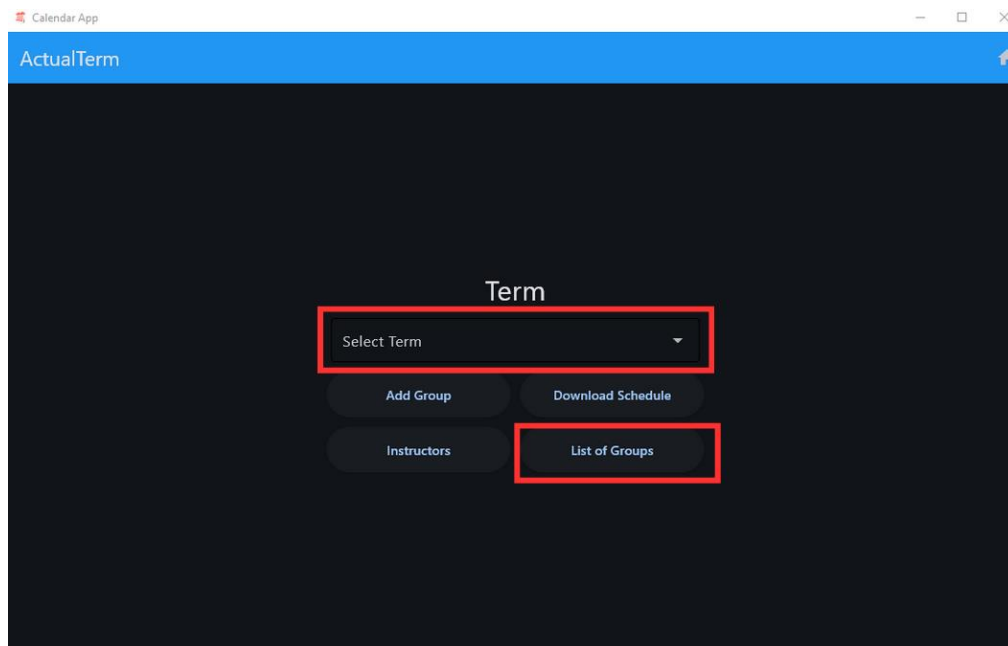 Calendar App
ActualTerm
Term
Select Term
Add Group
Download Schedule
Instructors
List of Groups